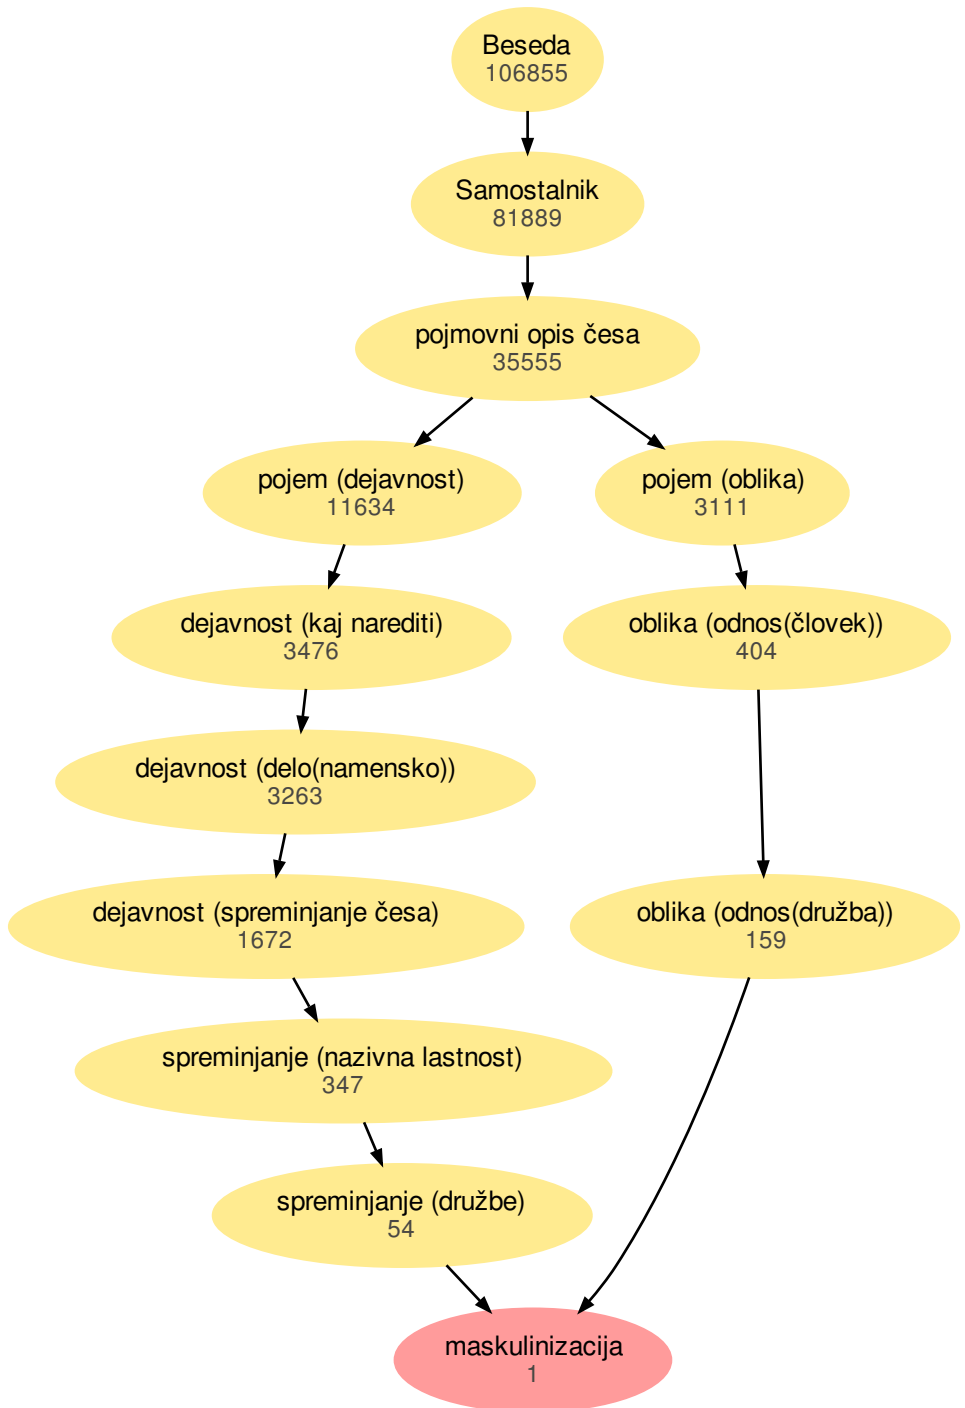 Beseda
106855
Samostalnik
81889
pojmovni opis česa
35555
pojem (dejavnost)
11634
pojem (oblika)
3111
dejavnost (kaj narediti)
3476
oblika (odnos(človek))
404
dejavnost (delo(namensko))
3263
dejavnost (spreminjanje česa)
1672
oblika (odnos(družba))
159
spreminjanje (nazivna lastnost)
347
spreminjanje (družbe)
54
maskulinizacija
1